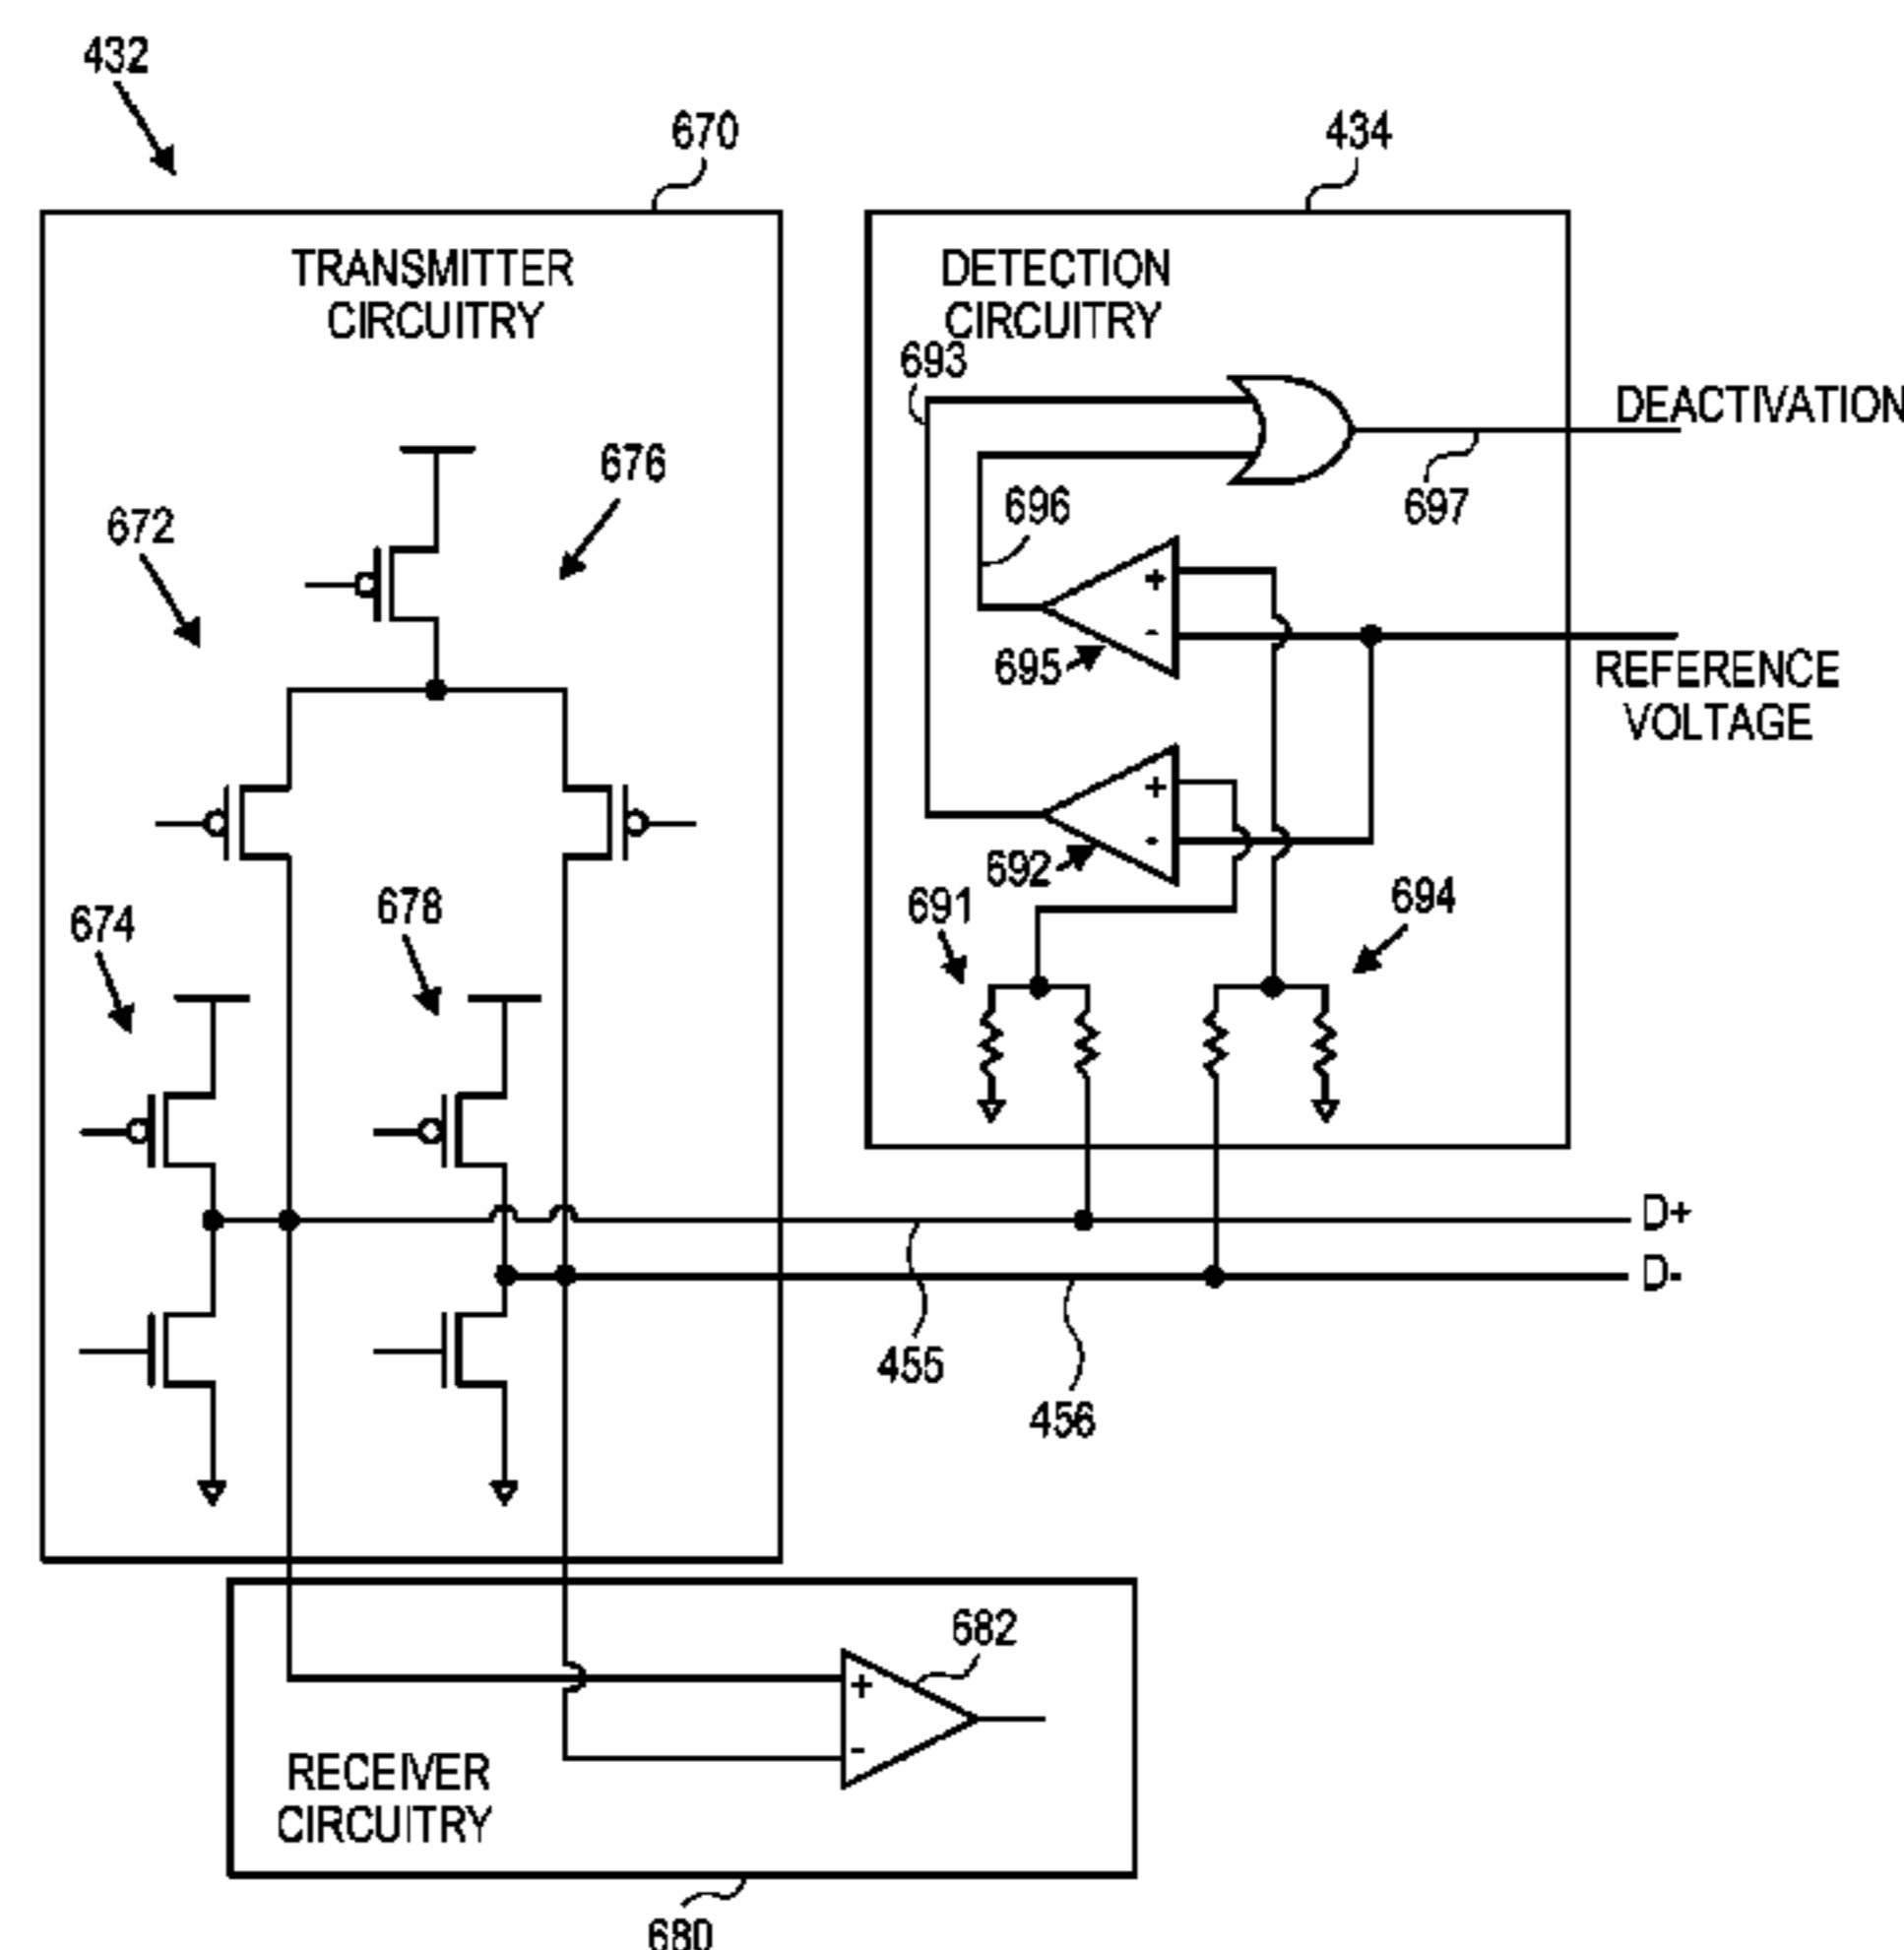 432
670
434
TRANSMITTER
CIRCUITRY
DETECTION
CIRCUITRY
693
DEACTIVATION
676
696
697
672
+
-
695
REFERENCE
VOLTAGE
+
-
692
674
678
691
694
D+
D-
455
456
682
+
-
RECEIVER
CIRCUITRY
680